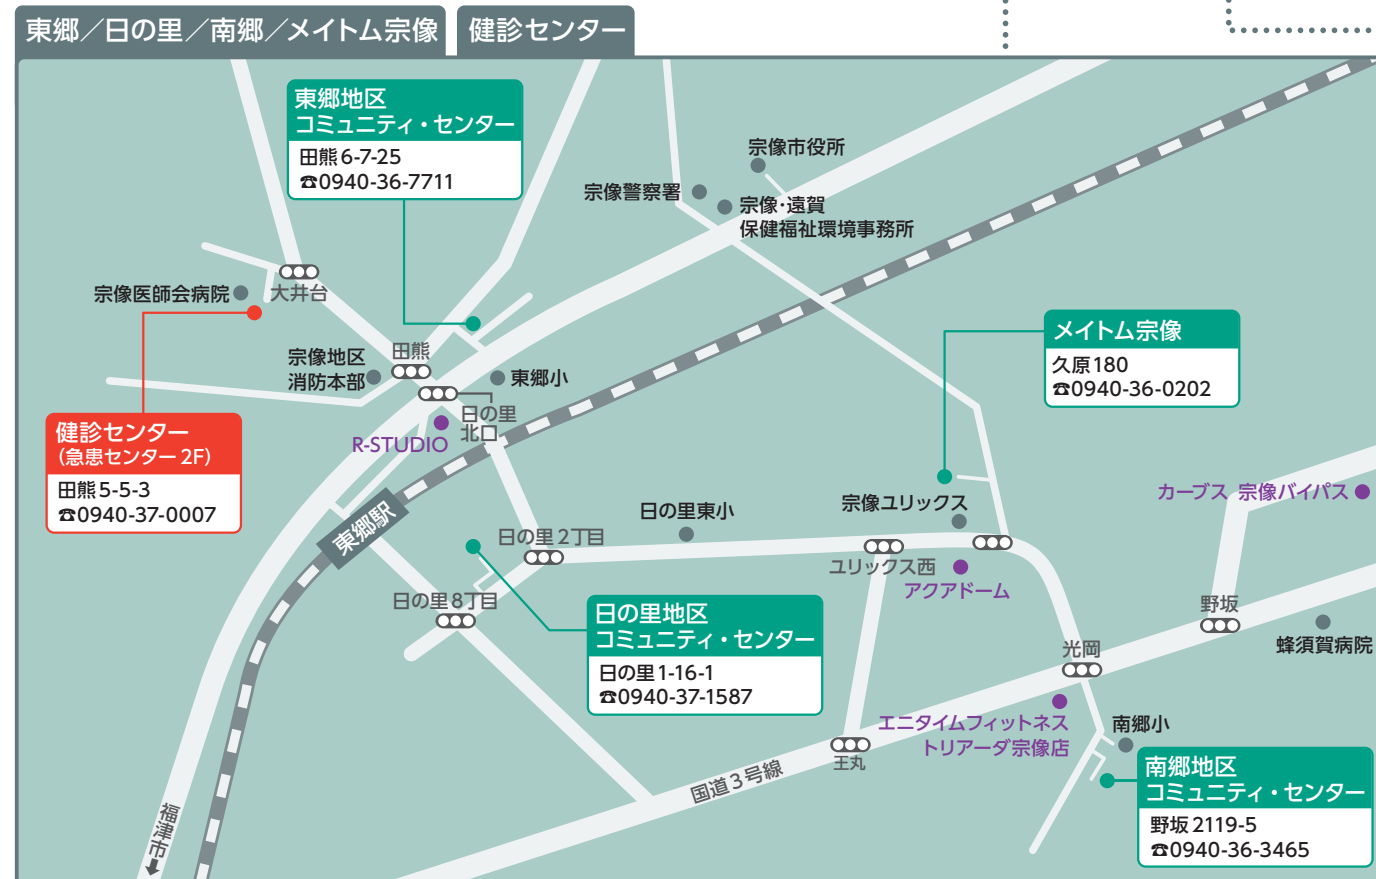 東郷／日の里／南郷／メイトム宗像
健診センター
東郷地区
コミュニティ・センター
田熊6-7-25
☎0940-36-7711
宗像市役所
宗像警察署
宗像・遠賀
保健福祉環境事務所
宗像医師会病院
大井台
宗像地区
消防本部
田熊
東郷小
日の里
北口
R-STUDIO
メイトム宗像
久原180
☎0940-36-0202
健診センター
（急患センター2F）
田熊5-5-3
☎0940-37-0007
東郷駅
カーブス 宗像バイパス
宗像ユリックス
日の里東小
日の里2丁目
ユリックス西
アクアドーム
日の里8丁目
日の里地区
コミュニティ・センター
日の里1-16-1
☎0940-37-1587
野坂
蜂須賀病院
光岡
エニタイムフィットネス
トリアーダ宗像店
南郷小
王丸
国道3号線
南郷地区
コミュニティ・センター
野坂2119-5
☎0940-36-3465
福津市